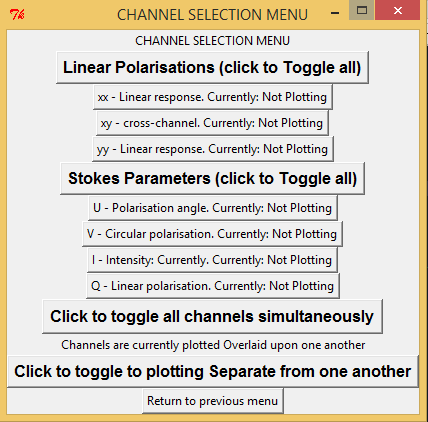 CHANNEL SELECTION MENU
CHANNEL SELECTION MENU
Linear Polarisations (click to Toggle all)
xx - Linear response. Currently: Not Plotting
xy - cross-channel. Currently: Not Plotting
yy - Linear response. Currently: Not Plotting
Stokes Parameters (click to Toggle all)
U - Polarisation angle. Currently: Not Plotting
V - Circular polarisation. Currently: Not Plotting
I - Intensity: Currently. Currently: Not Plotting
Q - Linear polarisation. Currently: Not Plotting
Click to toggle all channels simultaneously
Channels are currently plotted Overlaid upon one another
Click to toggle to plotting Separate from one another
Return to previous menu